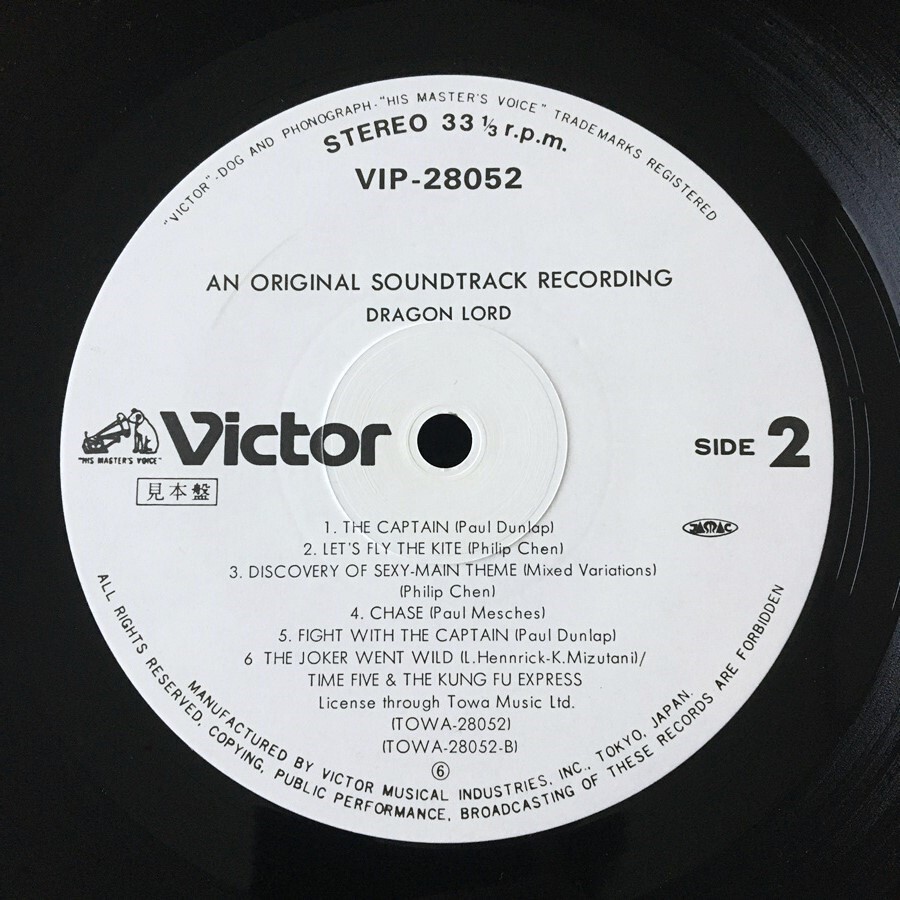 "VICTOR"·DOG AND PHONOGRAPH·"HIS MASTER'S VOICE" TRADEMARKS REGISTERED
STEREO 33 ⅓ r.p.m.
VIP-28052
AN ORIGINAL SOUNDTRACK RECORDING
DRAGON LORD
"HIS MASTER'S VOICE"
Victor
SIDE 2
見本盤
JASRAC
1. THE CAPTAIN (Paul Dunlap)
2. LET'S FLY THE KITE (Philip Chen)
3. DISCOVERY OF SEXY-MAIN THEME (Mixed Variations)
(Philip Chen)
4. CHASE (Paul Mesches)
5. FIGHT WITH THE CAPTAIN (Paul Dunlap)
6 THE JOKER WENT WILD (L.Hennrick-K.Mizutanil/
TIME FIVE & THE KUNG FU EXPRESS
License through Towa Music Ltd.
(TOWA-28052)
(TOWA-28052-B)
⑥
MANUFACTURED BY VICTOR MUSICAL INDUSTRIES, INC., TOKYO, JAPAN.
ALL RIGHTS RESERVED, COPYING, PUBLIC PERFORMANCE, BROADCASTING OF THESE RECORDS ARE FORBIDDEN